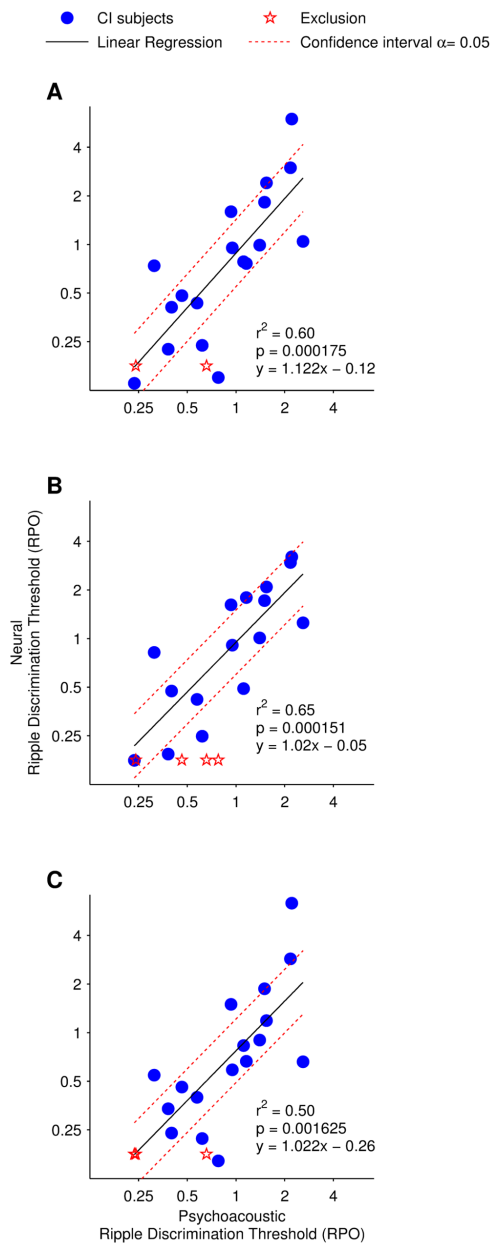 CI subjects Exclusion
Linear Regression Confidence interval α= 0.05
A
4
2
1
0.5
0.25
r² = 0.60
p = 0.000175
y = 1.122x − 0.12
0.25 0.5 1 2 4
B
Neural
Ripple Discrimination Threshold (RPO)
4
2
1
0.5
0.25
r² = 0.65
p = 0.000151
y = 1.02x − 0.05
0.25 0.5 1 2 4
C
4
2
1
0.5
0.25
r² = 0.50
p = 0.001625
y = 1.022x − 0.26
0.25 0.5 1 2 4
Psychoacoustic
Ripple Discrimination Threshold (RPO)